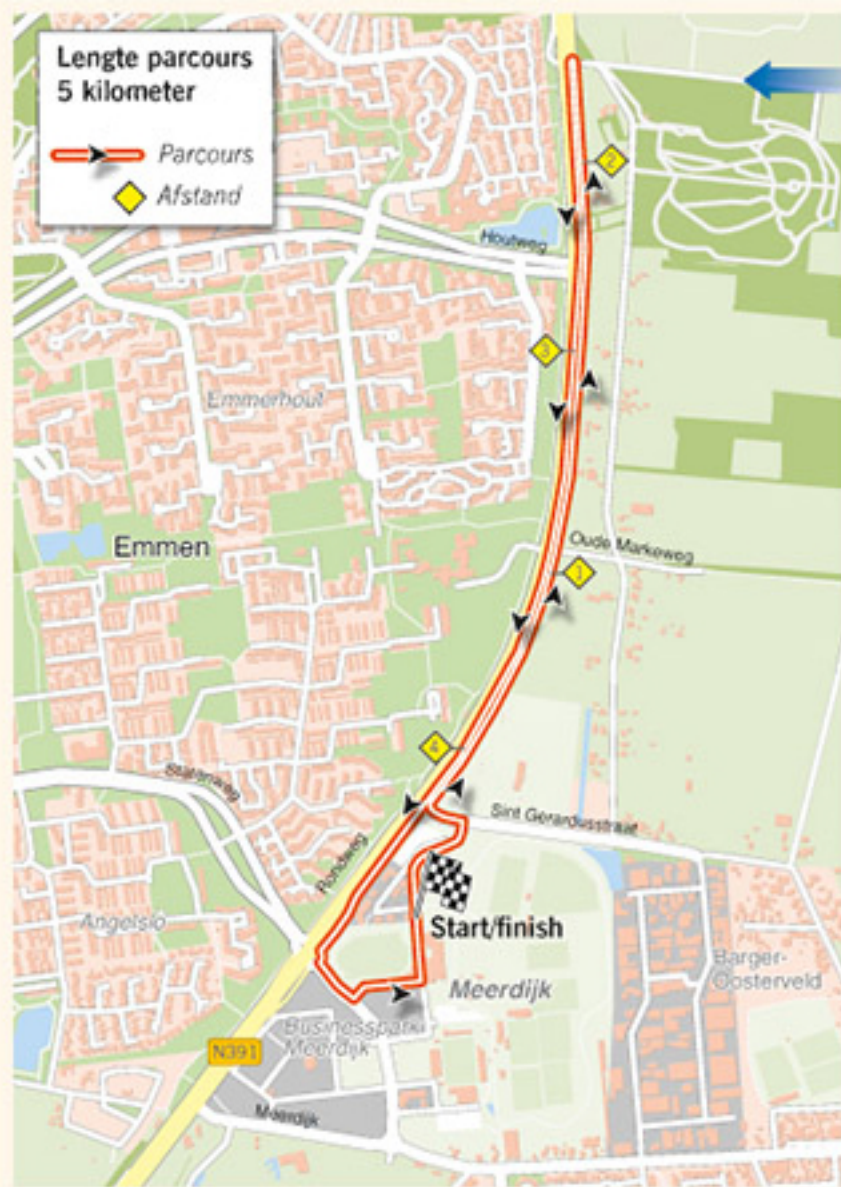 Lengte parcours
5 kilometer
Parcours
Afstand
2
Houtweg
3
Emmerhout
Oude Markeweg
Emmen
1
4
Statenweg
Sint Gerardusstraat
Rondweg
Angelslo
Start/finish
Barger-
Oosterveld
Meerdijk
Businesspark
Meerdijk
N391
Meerdijk